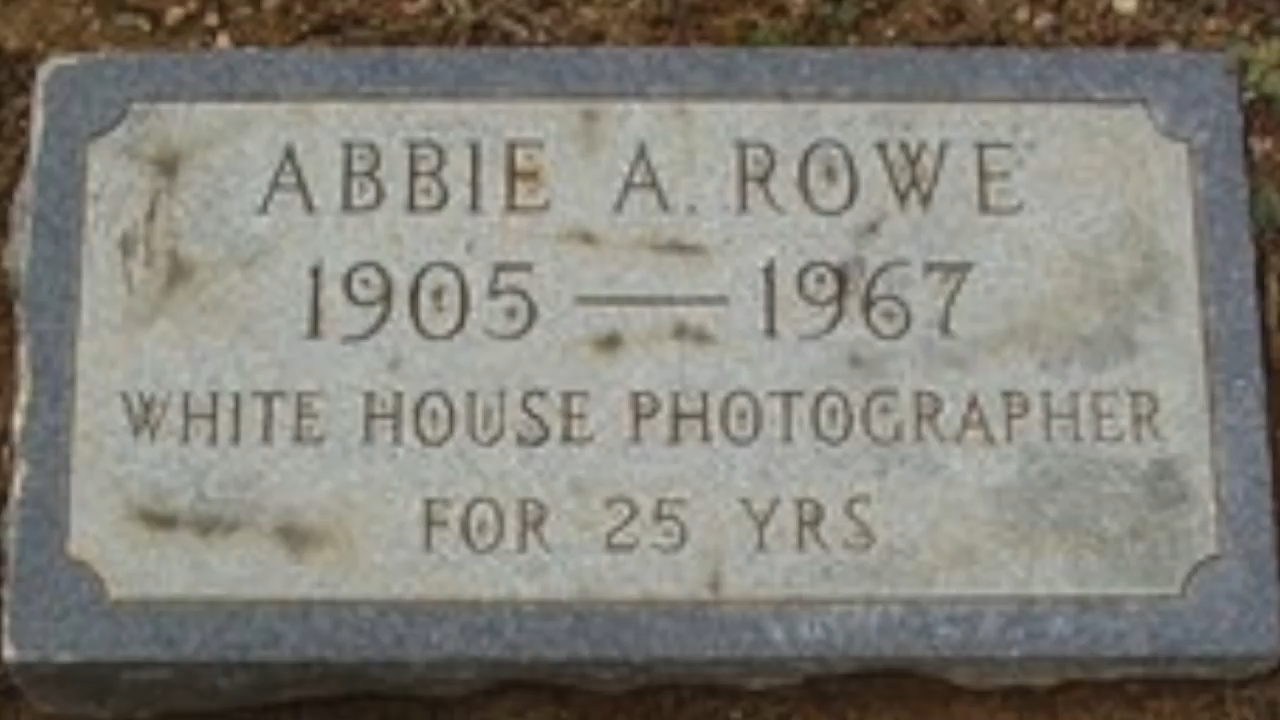 ABBIE A. ROWE
1905 — 1967
WHITE HOUSE PHOTOGRAPHER
FOR 25 YRS